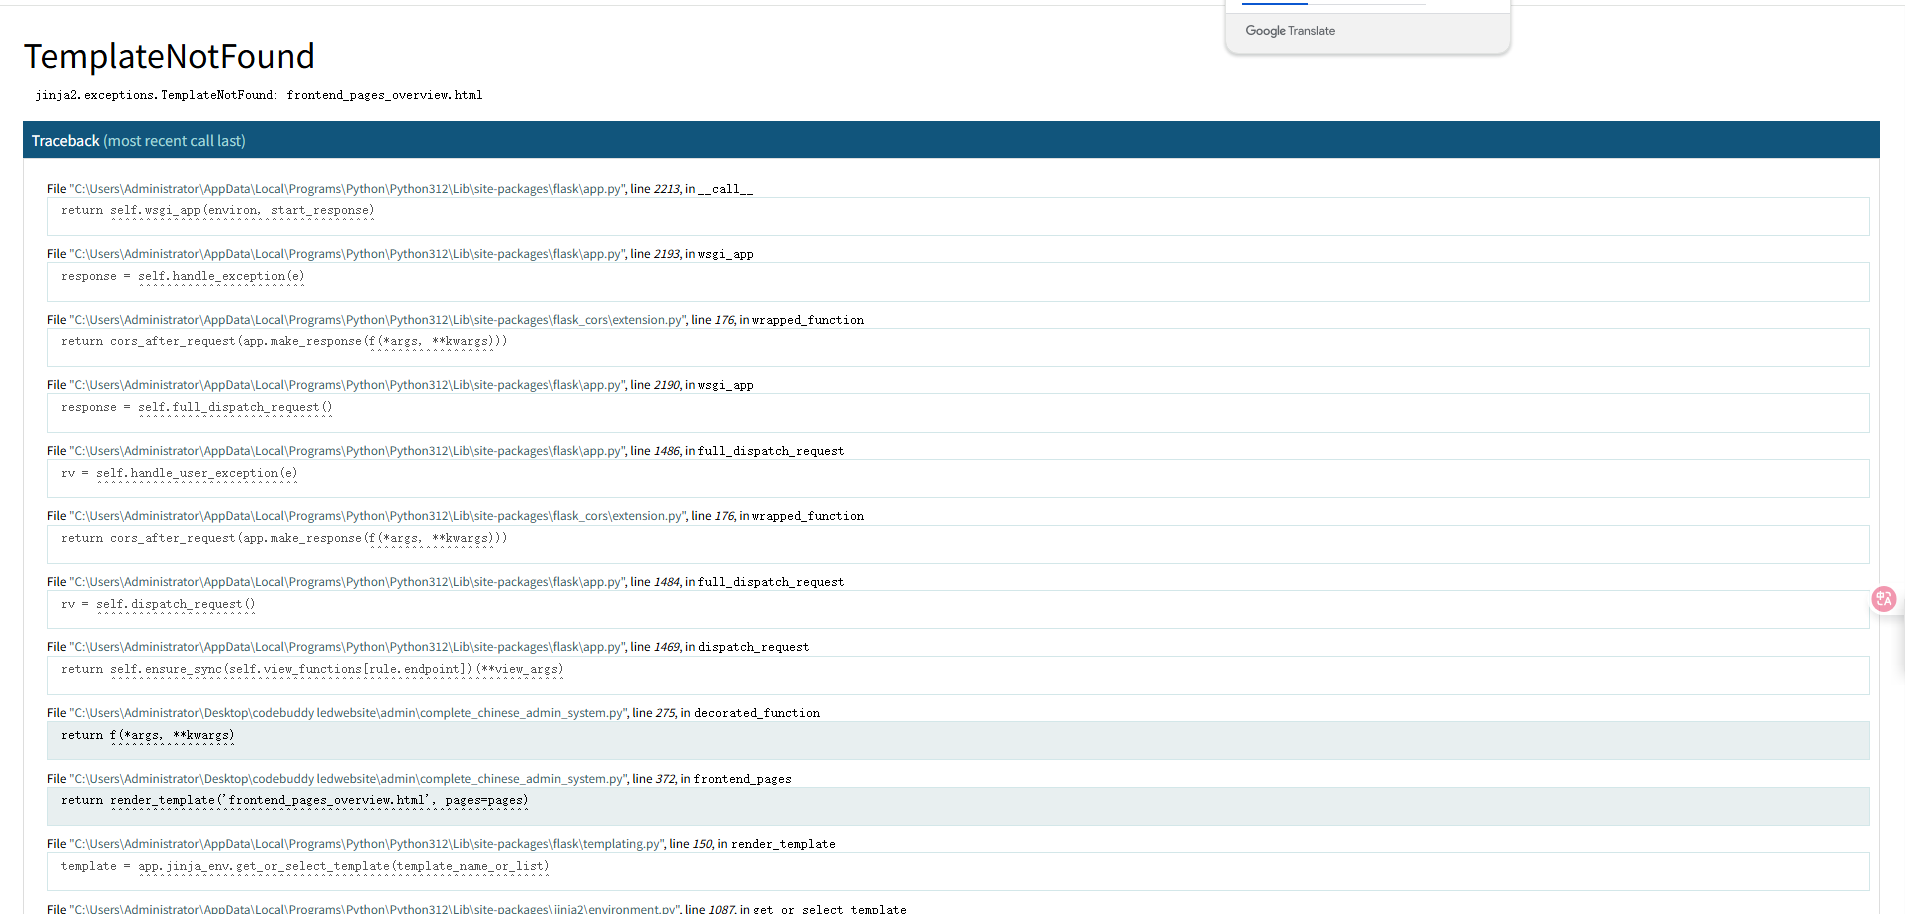 Google Translate
TemplateNotFound
jinja2.exceptions.TemplateNotFound: frontend_pages_overview.html
Traceback (most recent call last)
File "C:\Users\Administrator\AppData\Local\Programs\Python\Python312\Lib\site-packages\flask\app.py", line 2213, in __call__
return self.wsgi_app(environ, start_response)
File "C:\Users\Administrator\AppData\Local\Programs\Python\Python312\Lib\site-packages\flask\app.py", line 2193, in wsgi_app
response = self.handle_exception(e)
File "C:\Users\Administrator\AppData\Local\Programs\Python\Python312\Lib\site-packages\flask_cors\extension.py", line 176, in wrapped_function
return cors_after_request(app.make_response(f(*args, **kwargs)))
File "C:\Users\Administrator\AppData\Local\Programs\Python\Python312\Lib\site-packages\flask\app.py", line 2190, in wsgi_app
response = self.full_dispatch_request()
File "C:\Users\Administrator\AppData\Local\Programs\Python\Python312\Lib\site-packages\flask\app.py", line 1486, in full_dispatch_request
rv = self.handle_user_exception(e)
File "C:\Users\Administrator\AppData\Local\Programs\Python\Python312\Lib\site-packages\flask_cors\extension.py", line 176, in wrapped_function
return cors_after_request(app.make_response(f(*args, **kwargs)))
File "C:\Users\Administrator\AppData\Local\Programs\Python\Python312\Lib\site-packages\flask\app.py", line 1484, in full_dispatch_request
rv = self.dispatch_request()
File "C:\Users\Administrator\AppData\Local\Programs\Python\Python312\Lib\site-packages\flask\app.py", line 1469, in dispatch_request
return self.ensure_sync(self.view_functions[rule.endpoint])(**view_args)
File "C:\Users\Administrator\Desktop\codebuddy ledwebsite\admin\complete_chinese_admin_system.py", line 275, in decorated_function
return f(*args, **kwargs)
File "C:\Users\Administrator\Desktop\codebuddy ledwebsite\admin\complete_chinese_admin_system.py", line 372, in frontend_pages
return render_template('frontend_pages_overview.html', pages=pages)
File "C:\Users\Administrator\AppData\Local\Programs\Python\Python312\Lib\site-packages\flask\templating.py", line 150, in render_template
template = app.jinja_env.get_or_select_template(template_name_or_list)
File "C:\Users\Administrator\AppData\Local\Programs\Python\Python312\Lib\site-packages\jinja2\environment.py", line 1087, in get_or_select_template